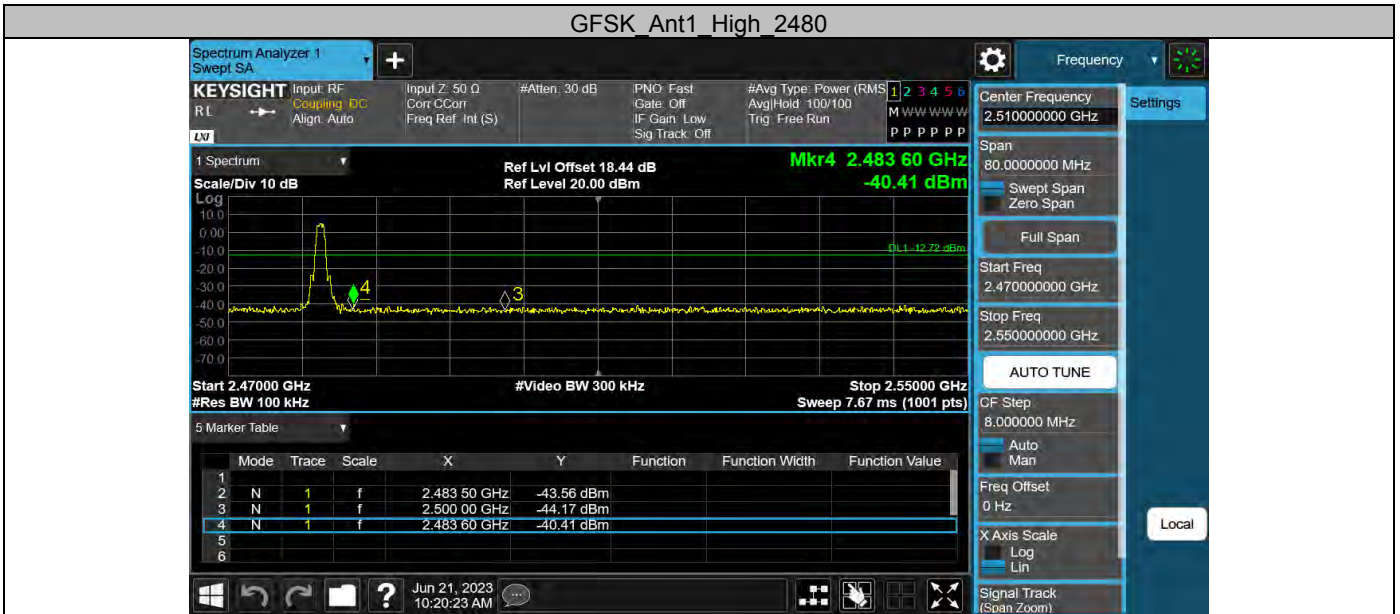 GFSK_Ant1_High_2480
Spectrum Analyzer 1
Swept SA
+
Frequency
KEYSIGHT Input: RF Input Z: 50 Ω #Atten: 30 dB PNO: Fast #Avg Type: Power (RMS 1 2 3 4 5 6
RL Coupling: DC Corr CCorr Gate: Off Avg|Hold: 100/100 M W W W W W
Align: Auto Freq Ref: Int (S) IF Gain: Low Trig: Free Run
LXI Sig Track: Off P P P P P P
1 Spectrum
Ref Lvl Offset 18.44 dB
Mkr4 2.483 60 GHz
Scale/Div 10 dB
Ref Level 20.00 dBm
-40.41 dBm
Log
10.0
0.00
-10.0
DL1 -12.72 dBm
-20.0
-30.0
4
-40.0
3
-50.0
-60.0
-70.0
Start 2.47000 GHz #Video BW 300 kHz Stop 2.55000 GHz
#Res BW 100 kHz Sweep 7.67 ms (1001 pts)
5 Marker Table
Mode Trace Scale X Y Function Function Width Function Value
1
2 N 1 f 2.483 50 GHz -43.56 dBm
3 N 1 f 2.500 00 GHz -44.17 dBm
4 N 1 f 2.483 60 GHz -40.41 dBm
5
6
? Jun 21, 2023
10:20:23 AM
Center Frequency
2.510000000 GHz
Settings
Span
80.0000000 MHz
Swept Span
Zero Span
Full Span
Start Freq
2.470000000 GHz
Stop Freq
2.550000000 GHz
AUTO TUNE
CF Step
8.000000 MHz
Auto
Man
Freq Offset
0 Hz
Local
X Axis Scale
Log
Lin
Signal Track
(Span Zoom)